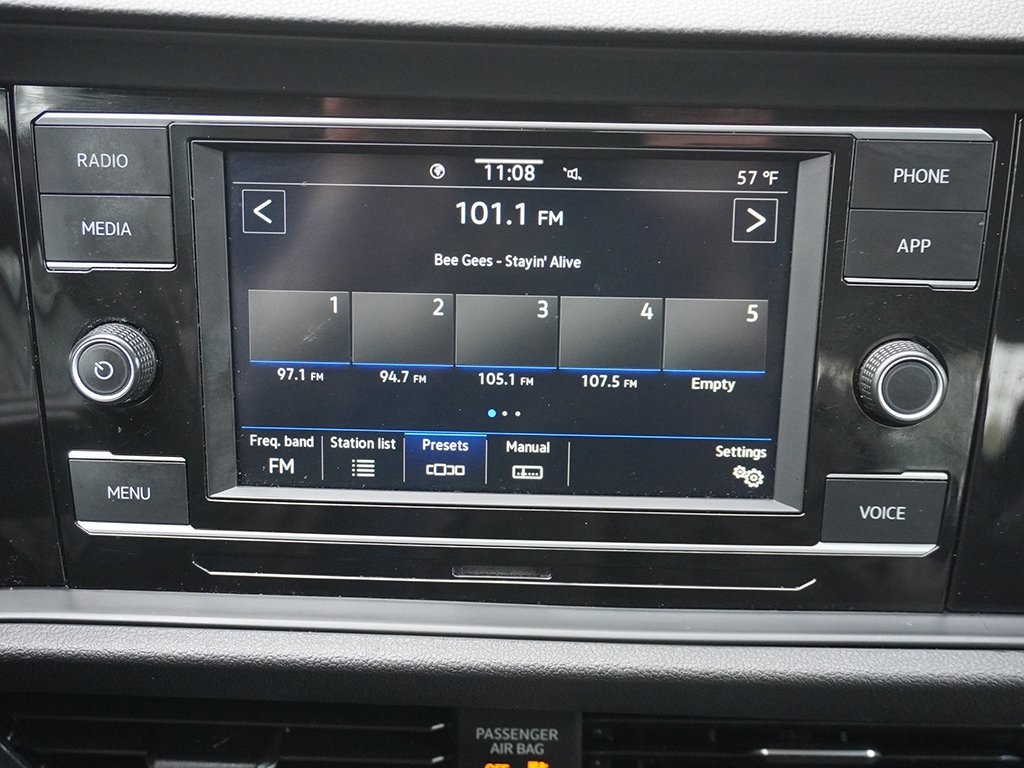 RADIO
MEDIA
PHONE
APP
11:08
57 °F
101.1 FM
Bee Gees - Stayin' Alive
1 2 3 4 5
97.1 FM 94.7 FM 105.1 FM 107.5 FM Empty
Freq. band Station list Presets Manual Settings
FM
MENU
VOICE
PASSENGER
AIR BAG
OFF